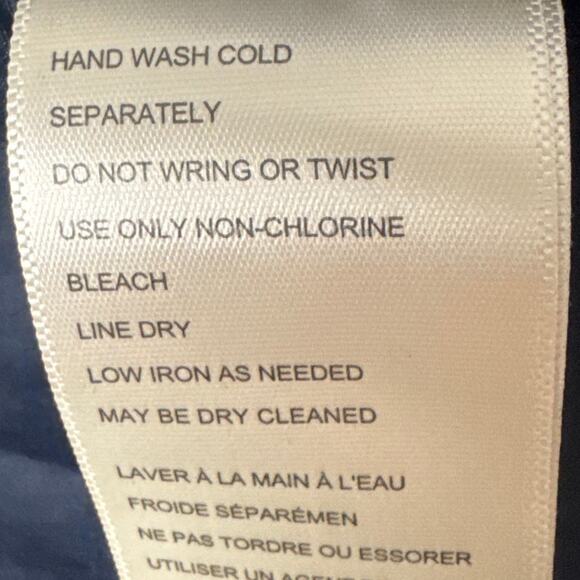 HAND WASH COLD
SEPARATELY
DO NOT WRING OR TWIST
USE ONLY NON-CHLORINE
BLEACH
LINE DRY
LOW IRON AS NEEDED
MAY BE DRY CLEANED
LAVER À LA MAIN À L'EAU
FROIDE SÉPARÉMEN
NE PAS TORDRE OU ESSORER
UTILISER UN